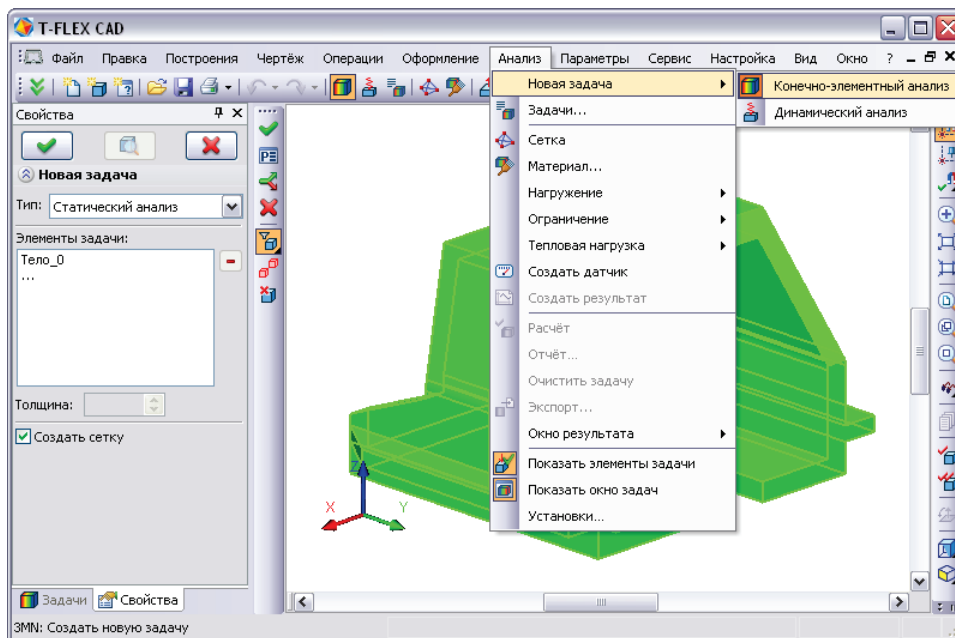 T-FLEX CAD
Файл Правка Построения Чертёж Операции Оформление Анализ Параметры Сервис Настройка Вид Окно ?
Свойства
Новая задача
Тип: Статический анализ
Элементы задачи:
Тело_0
...
Толщина:
Создать сетку
Задачи Свойства
3MN: Создать новую задачу
Новая задача
Задачи...
Сетка
Материал...
Нагружение
Ограничение
Тепловая нагрузка
Создать датчик
Создать результат
Расчёт
Отчёт...
Очистить задачу
Экспорт...
Окно результата
Показать элементы задачи
Показать окно задач
Установки...
Конечно-элементный анализ
Динамический анализ
Z
X
Y